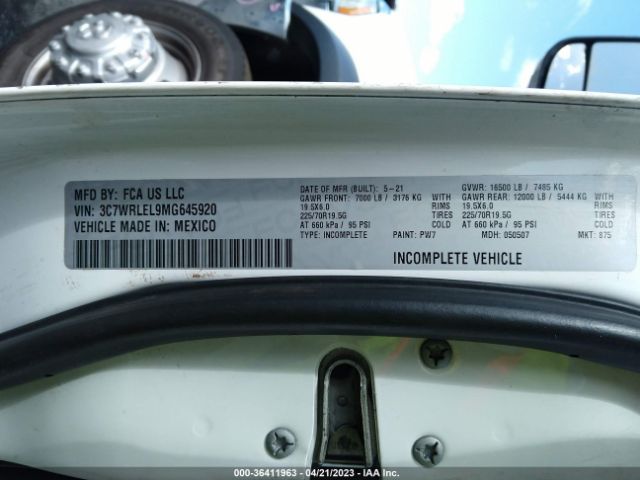 MFD BY: FCA US LLC
VIN: 3C7WRLEL9MG645920
VEHICLE MADE IN: MEXICO
DATE OF MFR (BUILT): 5-21
GAWR FRONT: 7000 LB / 3176 KG WITH
19.5X6.0 RIMS
225/70R19.5G
AT 660 kPa / 95 PSI COLD
TYPE: INCOMPLETE VEHICLE PAINT: PW7
GVWR: 16500 LB / 7485 KG
GAWR REAR: 12000 LB / 5444 KG WITH
19.5X6.0 RIMS
225/70R19.5G
AT 660 kPa / 95 PSI COLD
MDH: 050507 MKT: 875
INCOMPLETE VEHICLE
000-36411963 - 04/21/2023 - IAA Inc.